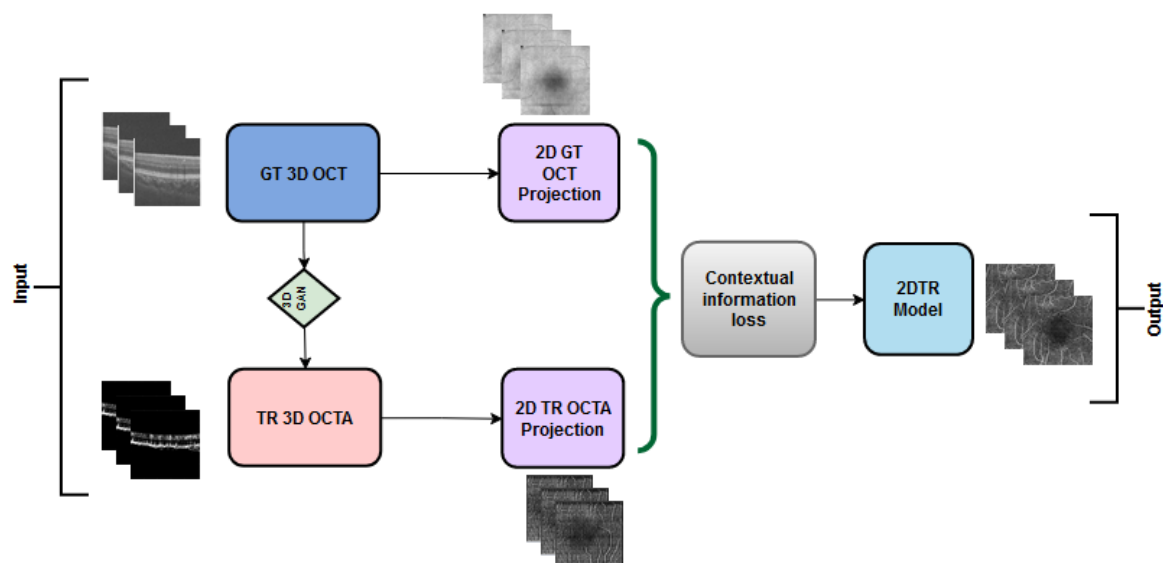 Input
GT 3D OCT
2D GT
OCT
Projection
3D
GAN
TR 3D OCTA
2D TR OCTA
Projection
Contextual
information
loss
2DTR
Model
Output